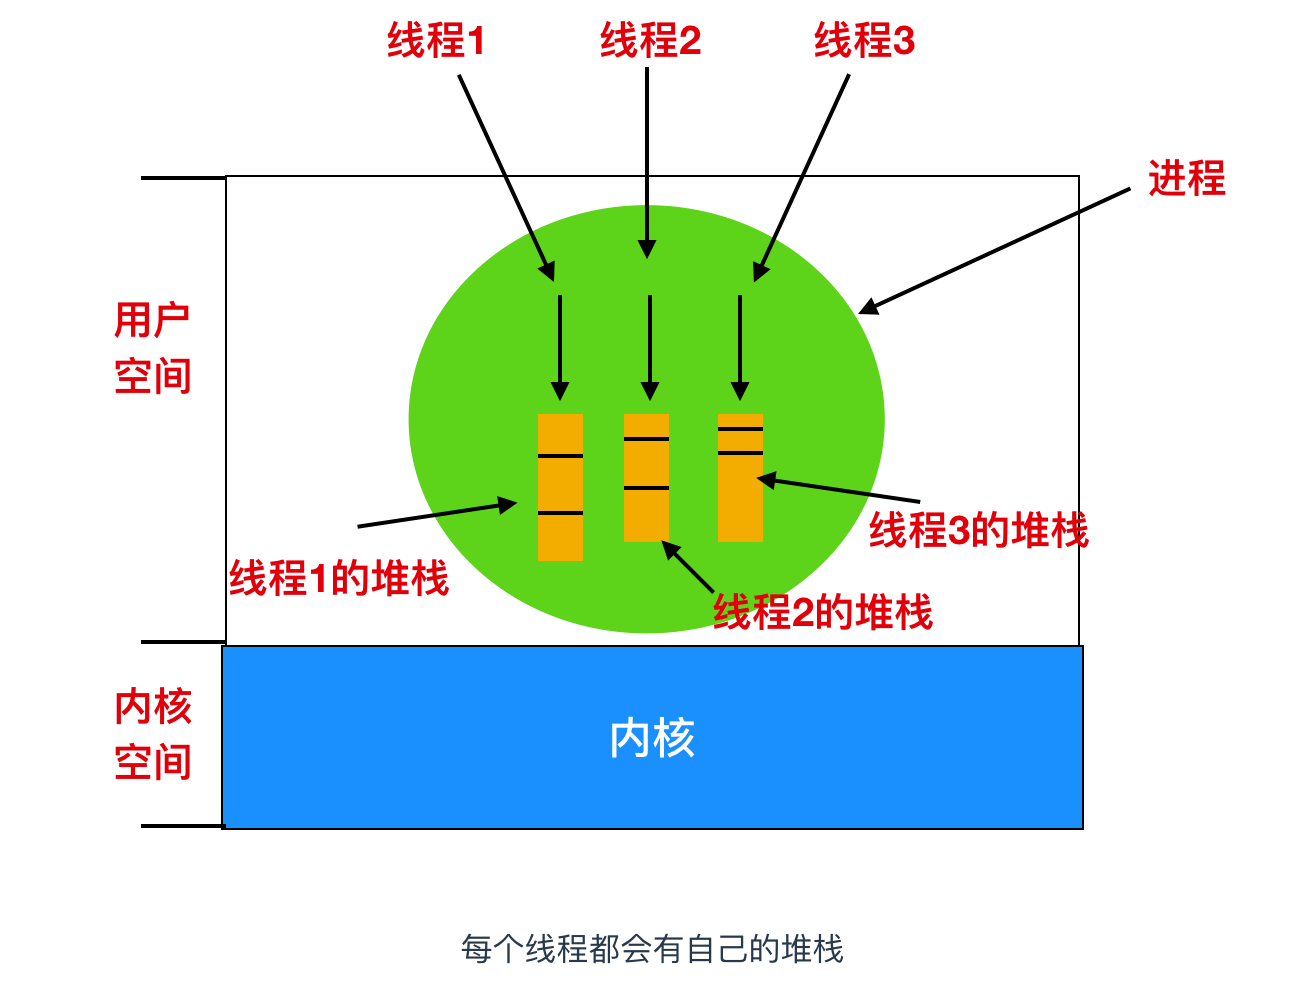 线程1
线程2
线程3
进程
用户
空间
线程3的堆栈
线程1的堆栈
线程2的堆栈
内核
空间
内核
每个线程都会有自己的堆栈